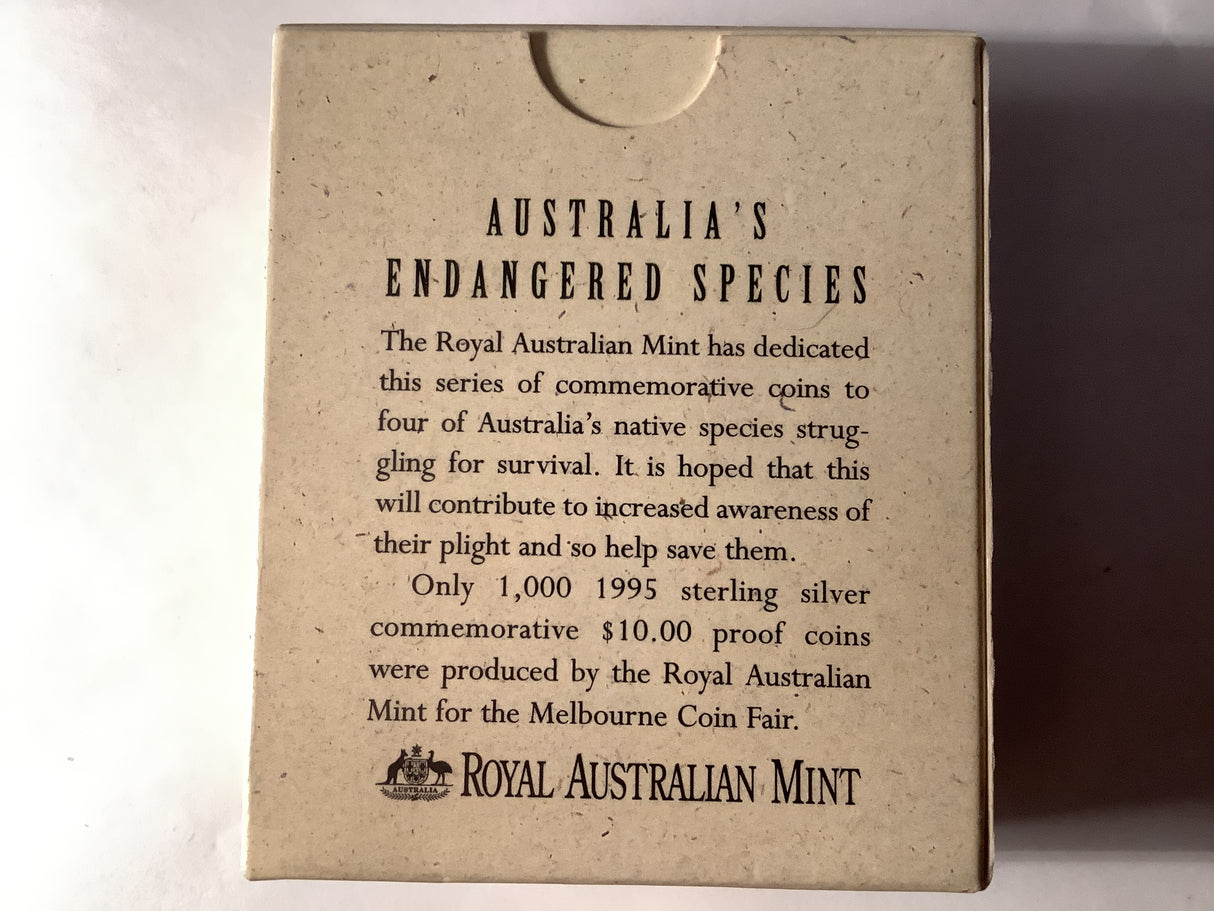 AUSTRALIA'S
ENDANGERED SPECIES
The Royal Australian Mint has dedicated
this series of commemorative coins to
four of Australia's native species strug-
gling for survival. It is hoped that this
will contribute to increased awareness of
their plight and so help save them.
Only 1,000 1995 sterling silver
commemorative $10.00 proof coins
were produced by the Royal Australian
Mint for the Melbourne Coin Fair.
AUSTRALIA
ROYAL AUSTRALIAN MINT